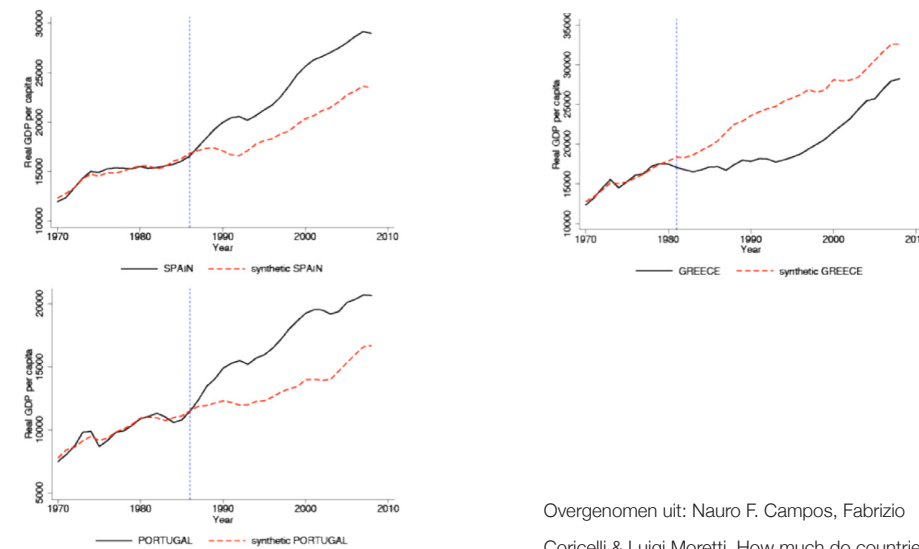 Real GDP per capita
30000
25000
20000
15000
10000
1970 1980 1990 2000 2010
Year
SPAIN synthetic SPAIN
Real GDP per capita
35000
30000
25000
20000
15000
10000
1970 1980 1990 2000 201
Year
GREECE synthetic GREECE
Real GDP per capita
20000
15000
10000
5000
1970 1980 1990 2000 2010
Year
PORTUGAL synthetic PORTUGAL
Overgenomen uit: Nauro F. Campos, Fabrizio
Coricelli & Luigi Moretti, How much do countrie